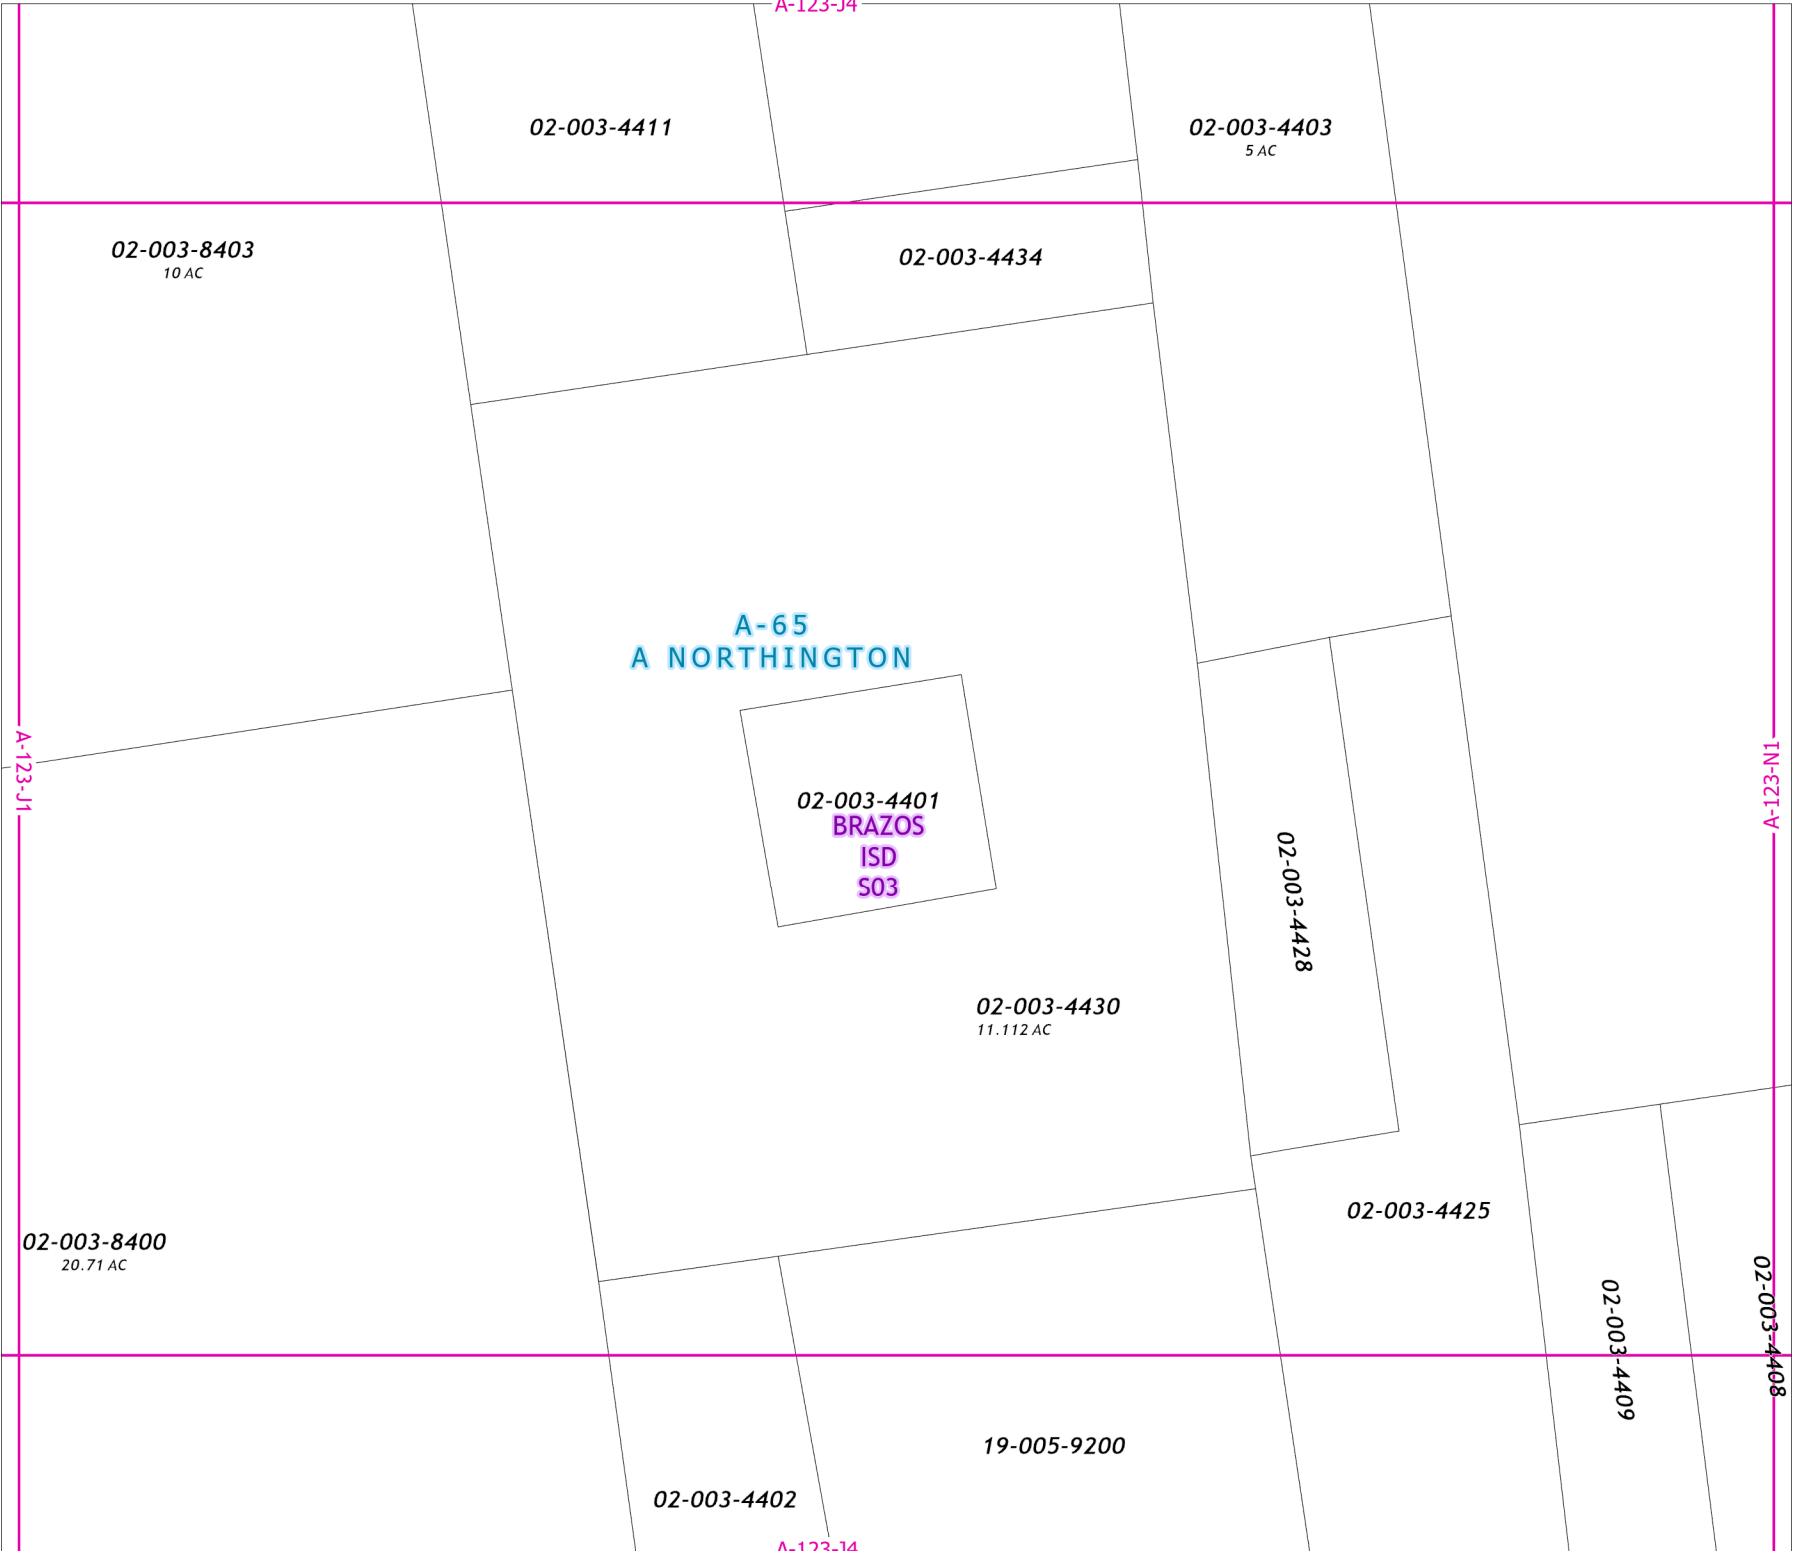 A-123-J4
02-003-4411
02-003-4403
5 AC
02-003-8403
10 AC
02-003-4434
A-65
A NORTHINGTON
A-123-J1
A-123-N1
02-003-4401
BRAZOS
ISD
S03
02-003-4428
02-003-4430
11.112 AC
02-003-4425
02-003-8400
20.71 AC
02-003-4409
02-003-4408
19-005-9200
02-003-4402
A-123-J4